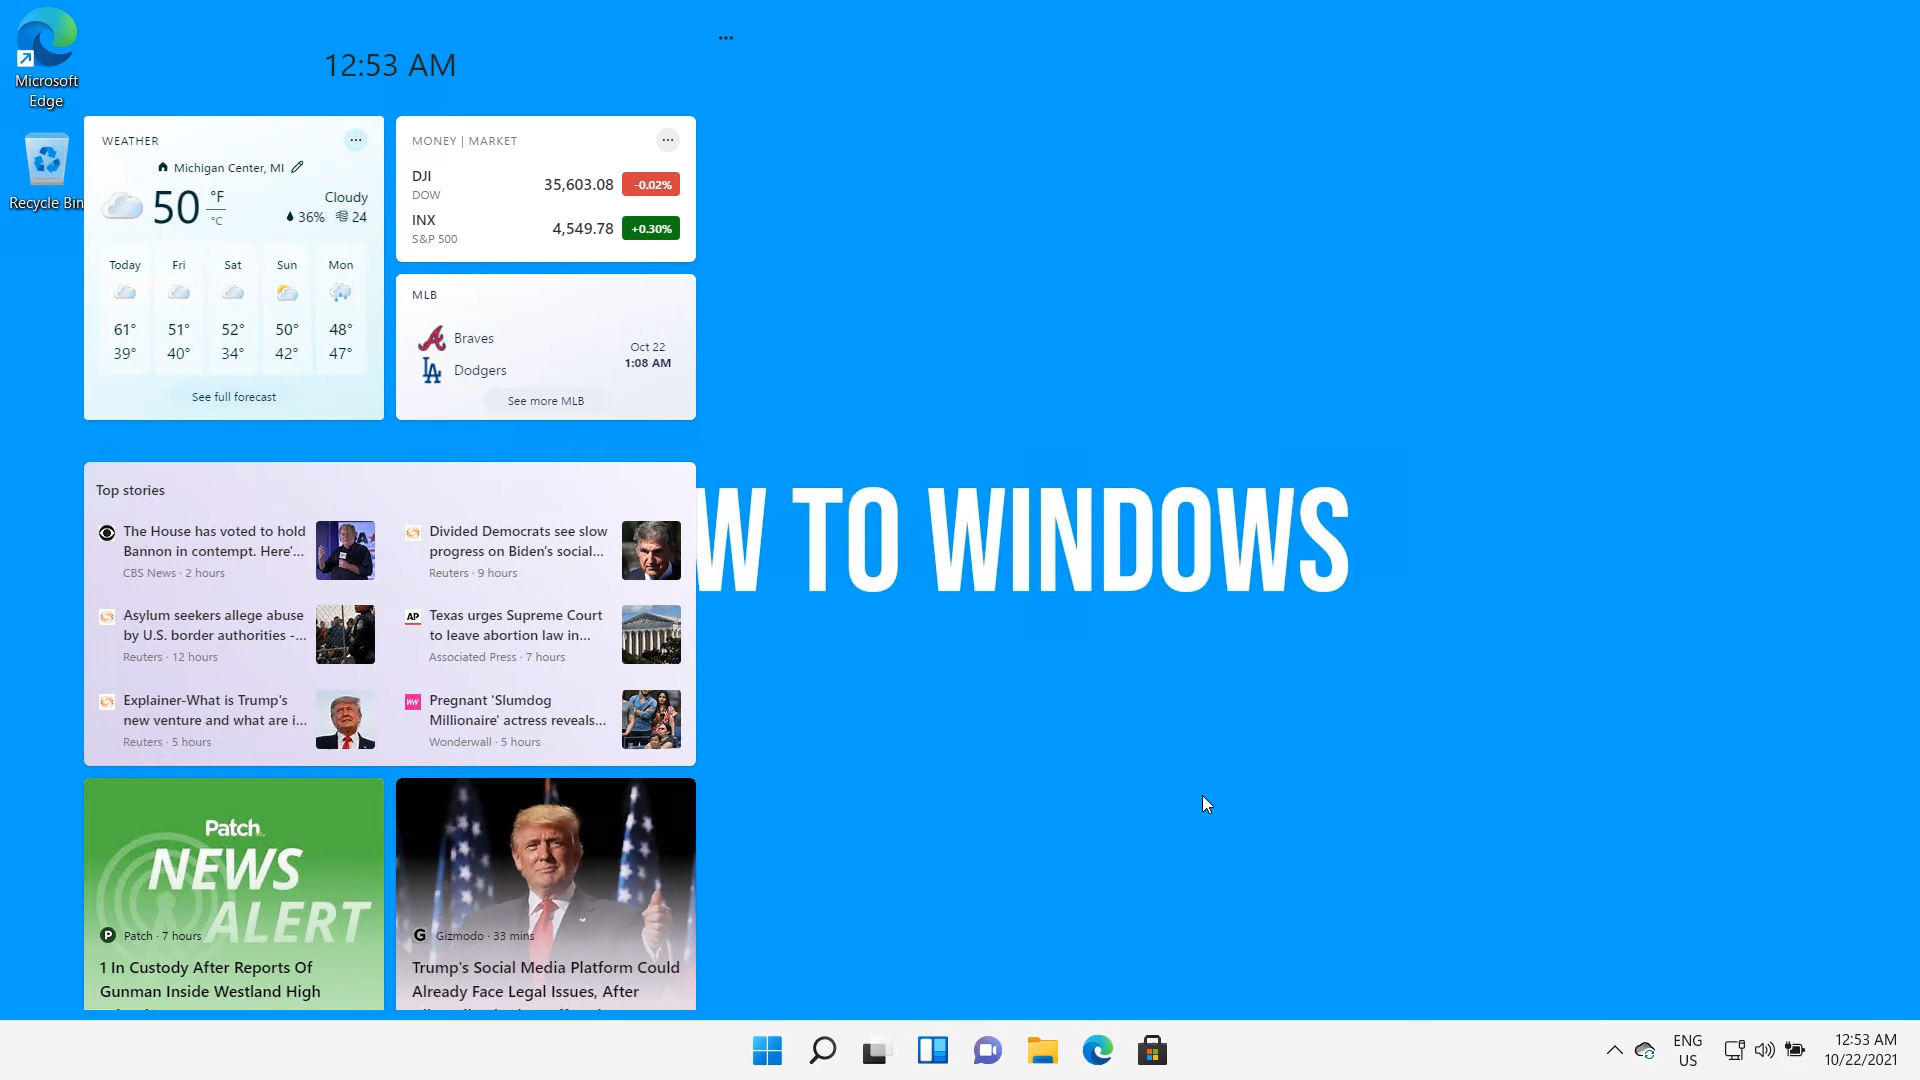 Microsoft
Edge
Recycle Bin
12:53 AM
WEATHER
Michigan Center, MI
50 °F
°C
Cloudy
36% 24
Today Fri Sat Sun Mon
61° 51° 52° 50° 48°
39° 40° 34° 42° 47°
See full forecast
MONEY | MARKET
DJI
DOW
35,603.08 -0.02%
INX
S&P 500
4,549.78 +0.30%
MLB
Braves
Dodgers
Oct 22
1:08 AM
See more MLB
W TO WINDOWS
Top stories
The House has voted to hold
Bannon in contempt. Here'...
CBS News · 2 hours
Divided Democrats see slow
progress on Biden's social...
Reuters · 9 hours
Asylum seekers allege abuse
by U.S. border authorities -...
Reuters · 12 hours
AP
Texas urges Supreme Court
to leave abortion law in...
Associated Press · 7 hours
Explainer-What is Trump's
new venture and what are i...
Reuters · 5 hours
WW
Pregnant 'Slumdog
Millionaire' actress reveals...
Wonderwall · 5 hours
Patch
NEWS
ALERT
P Patch · 7 hours
1 In Custody After Reports Of
Gunman Inside Westland High
G Gizmodo · 33 mins
Trump's Social Media Platform Could
Already Face Legal Issues, After
ENG
US
12:53 AM
10/22/2021